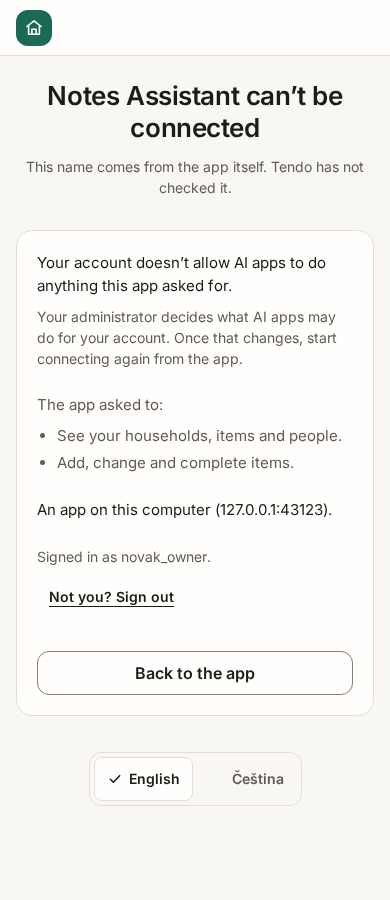 Notes Assistant can’t be
connected
This name comes from the app itself. Tendo has not
checked it.
Your account doesn’t allow AI apps to do
anything this app asked for.
Your administrator decides what AI apps may
do for your account. Once that changes, start
connecting again from the app.
The app asked to:
• See your households, items and people.
• Add, change and complete items.
An app on this computer (127.0.0.1:43123).
Signed in as novak_owner.
Not you? Sign out
Back to the app
English
Čeština